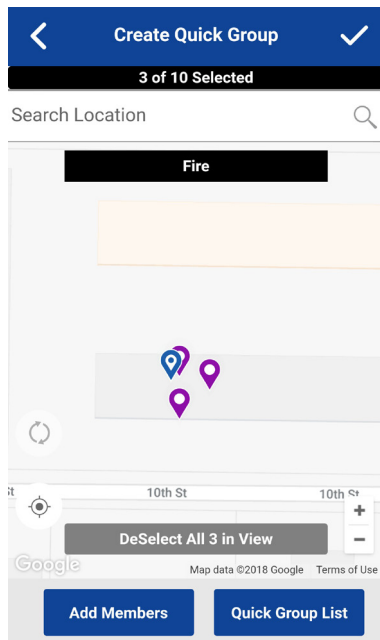 Create Quick Group
3 of 10 Selected
Search Location
Fire
St 10th St 10th St
+
DeSelect All 3 in View
−
Google Map data ©2018 Google Terms of Use
Add Members Quick Group List